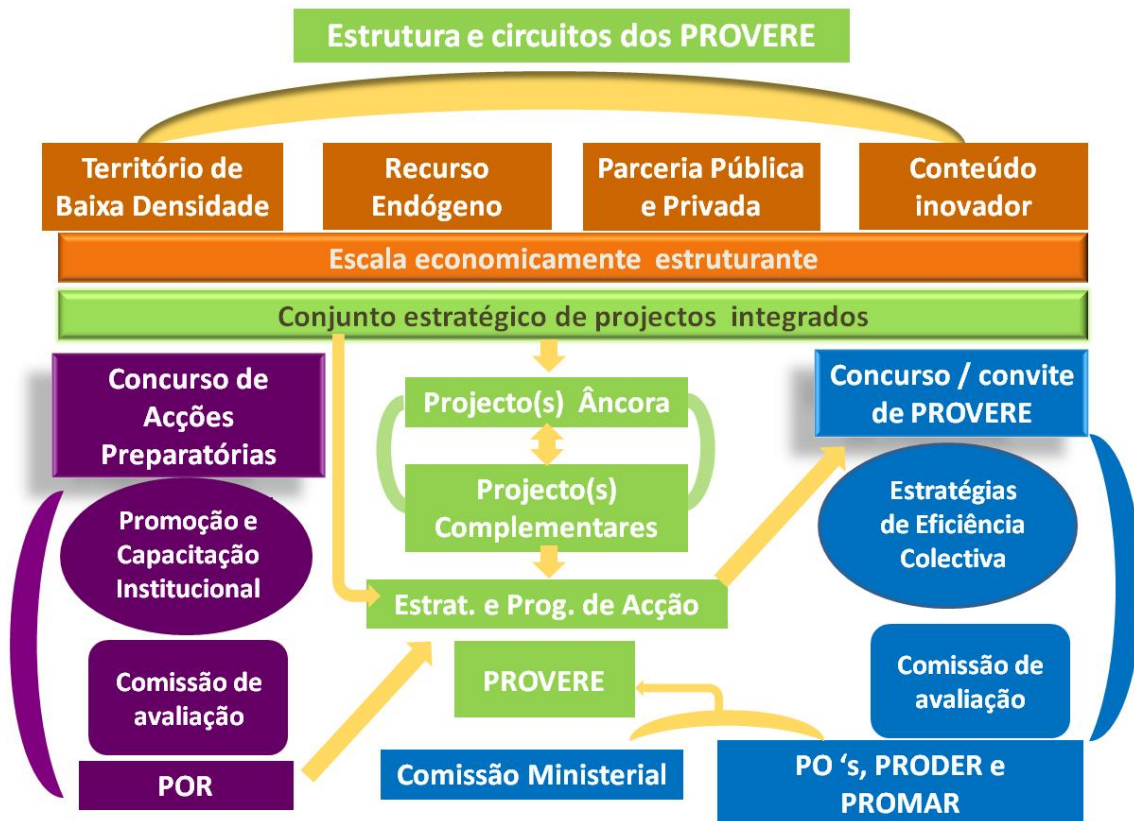 Estrutura e circuitos dos PROVERE
Território de
Baixa Densidade
Recurso
Endógeno
Parceria Pública
e Privada
Conteúdo
inovador
Escala economicamente estruturante
Conjunto estratégico de projectos integrados
Concurso de
Acções
Preparatórias
Projecto(s) Âncora
Concurso / convite
de PROVERE
Projecto(s)
Complementares
Promoção e
Capacitação
Institucional
Estratégias
de Eficiência
Colectiva
Estrat. e Prog. de Acção
Comissão de
avaliação
PROVERE
Comissão de
avaliação
POR
Comissão Ministerial
PO ‘s, PRODER e
PROMAR